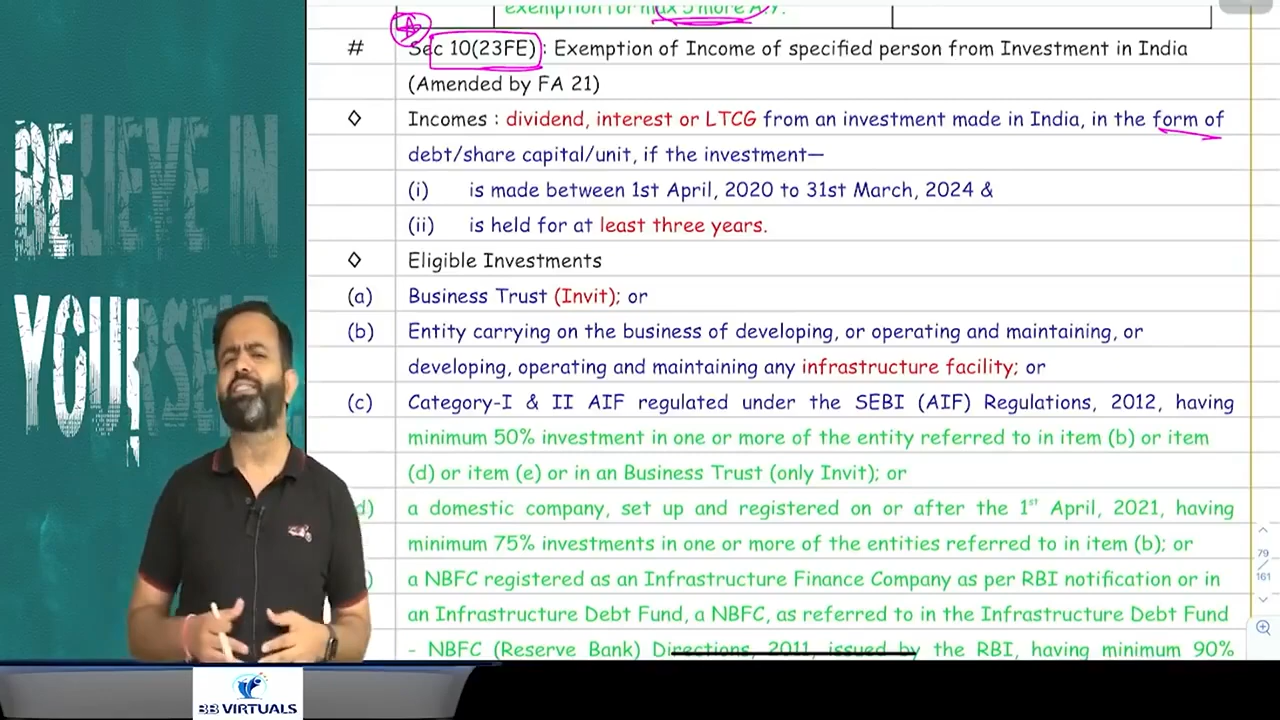 exemption for max 5 more A.Y.
# Sec 10(23FE) : Exemption of Income of specified person from Investment in India
(Amended by FA 21)
◊ Incomes : dividend, interest or LTCG from an investment made in India, in the form of
debt/share capital/unit, if the investment—
(i) is made between 1st April, 2020 to 31st March, 2024 &
(ii) is held for at least three years.
◊ Eligible Investments
(a) Business Trust (Invit); or
(b) Entity carrying on the business of developing, or operating and maintaining, or
developing, operating and maintaining any infrastructure facility; or
(c) Category-I & II AIF regulated under the SEBI (AIF) Regulations, 2012, having
minimum 50% investment in one or more of the entity referred to in item (b) or item
(d) or item (e) or in an Business Trust (only Invit); or
d) a domestic company, set up and registered on or after the 1st April, 2021, having
minimum 75% investments in one or more of the entities referred to in item (b); or
) a NBFC registered as an Infrastructure Finance Company as per RBI notification or in
an Infrastructure Debt Fund, a NBFC, as referred to in the Infrastructure Debt Fund
- NBFC (Reserve Bank) Directions, 2011, issued by the RBI, having minimum 90%
BELIEVE IN
79
161
BB VIRTUALS